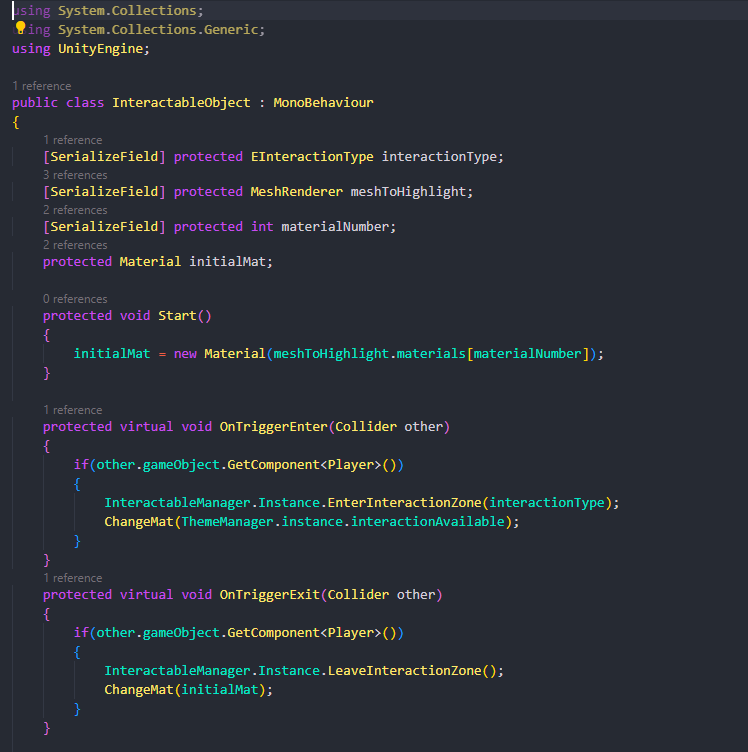 using System.Collections;
ing System.Collections.Generic;
using UnityEngine;
1 reference
public class InteractableObject : MonoBehaviour
{
1 reference
[SerializeField] protected EInteractionType interactionType;
3 references
[SerializeField] protected MeshRenderer meshToHighlight;
2 references
[SerializeField] protected int materialNumber;
2 references
protected Material initialMat;
0 references
protected void Start()
{
initialMat = new Material(meshToHighlight.materials[materialNumber]);
}
1 reference
protected virtual void OnTriggerEnter(Collider other)
{
if(other.gameObject.GetComponent<Player>())
{
InteractableManager.Instance.EnterInteractionZone(interactionType);
ChangeMat(ThemeManager.instance.interactionAvailable);
}
}
1 reference
protected virtual void OnTriggerExit(Collider other)
{
if(other.gameObject.GetComponent<Player>())
{
InteractableManager.Instance.LeaveInteractionZone();
ChangeMat(initialMat);
}
}